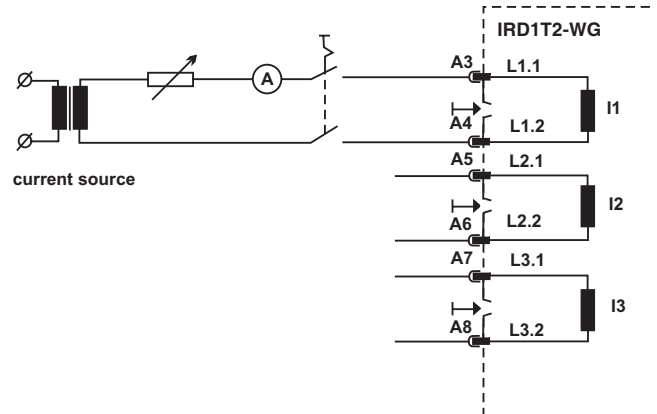 IRD1T2-WG
A3
L1.1
A
I1
A4
L1.2
A5
L2.1
current source
I2
A6
L2.2
A7
L3.1
I3
A8
L3.2